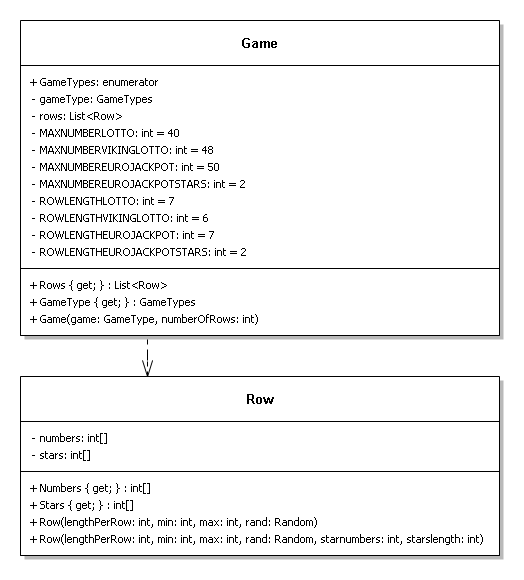 Game
+ GameTypes: enumerator
- gameType: GameTypes
- rows: List<Row>
- MAXNUMBERLOTTO: int = 40
- MAXNUMBERVIKINGLOTTO: int = 48
- MAXNUMBEREUROJACKPOT: int = 50
- MAXNUMBEREUROJACKPOTSTARS: int = 2
- ROWLENGTHLOTTO: int = 7
- ROWLENGTHVIKINGLOTTO: int = 6
- ROWLENGTHEUROJACKPOT: int = 7
- ROWLENGTHEUROJACKPOTSTARS: int = 2
+ Rows { get; } : List<Row>
+ GameType { get; } : GameTypes
+ Game(game: GameType, numberOfRows: int)
Row
- numbers: int[]
- stars: int[]
+ Numbers { get; } : int[]
+ Stars { get; } : int[]
+ Row(lengthPerRow: int, min: int, max: int, rand: Random)
+ Row(lengthPerRow: int, min: int, max: int, rand: Random, starnumbers: int, starslength: int)